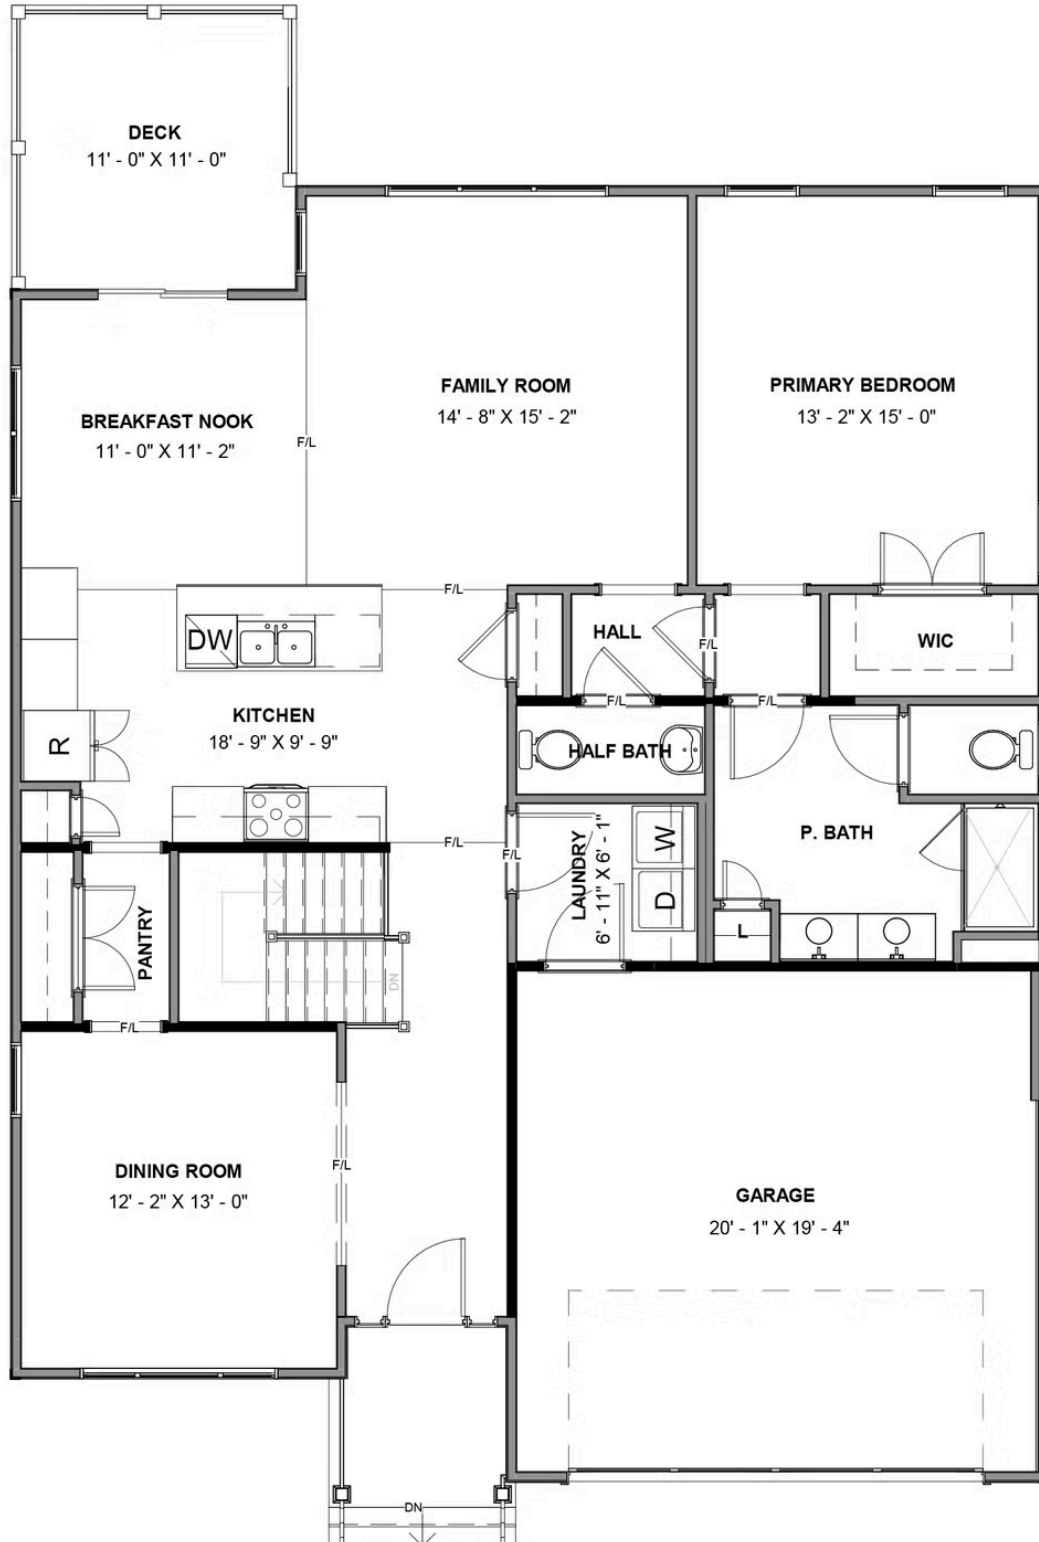 DECK
11' - 0" X 11' - 0"
FAMILY ROOM
14' - 8" X 15' - 2"
PRIMARY BEDROOM
13' - 2" X 15' - 0"
BREAKFAST NOOK
11' - 0" X 11' - 2"
F/L
F/L
DW
HALL
F/L
WIC
F/L
F/L
KITCHEN
18' - 9" X 9' - 9"
R
HALF BATH
P. BATH
F/L
F/L
LAUNDRY
6' - 11" X 6' - 1"
W
D
L
PANTRY
DN
F/L
DINING ROOM
12' - 2" X 13' - 0"
F/L
GARAGE
20' - 1" X 19' - 4"
DN